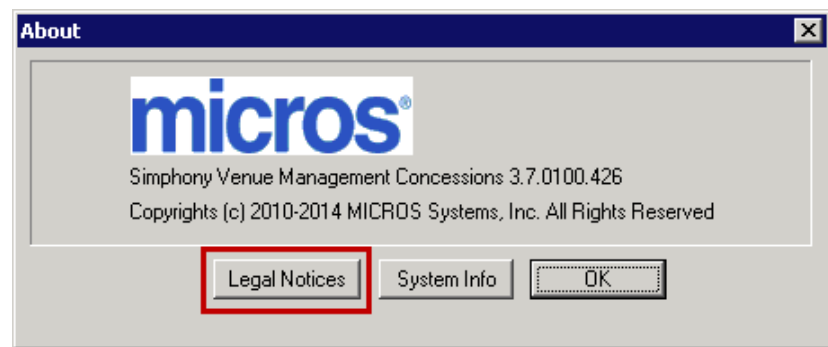 About
micros®
Simphony Venue Management Concessions 3.7.0100.426
Copyrights (c) 2010-2014 MICROS Systems, Inc. All Rights Reserved
Legal Notices System Info OK